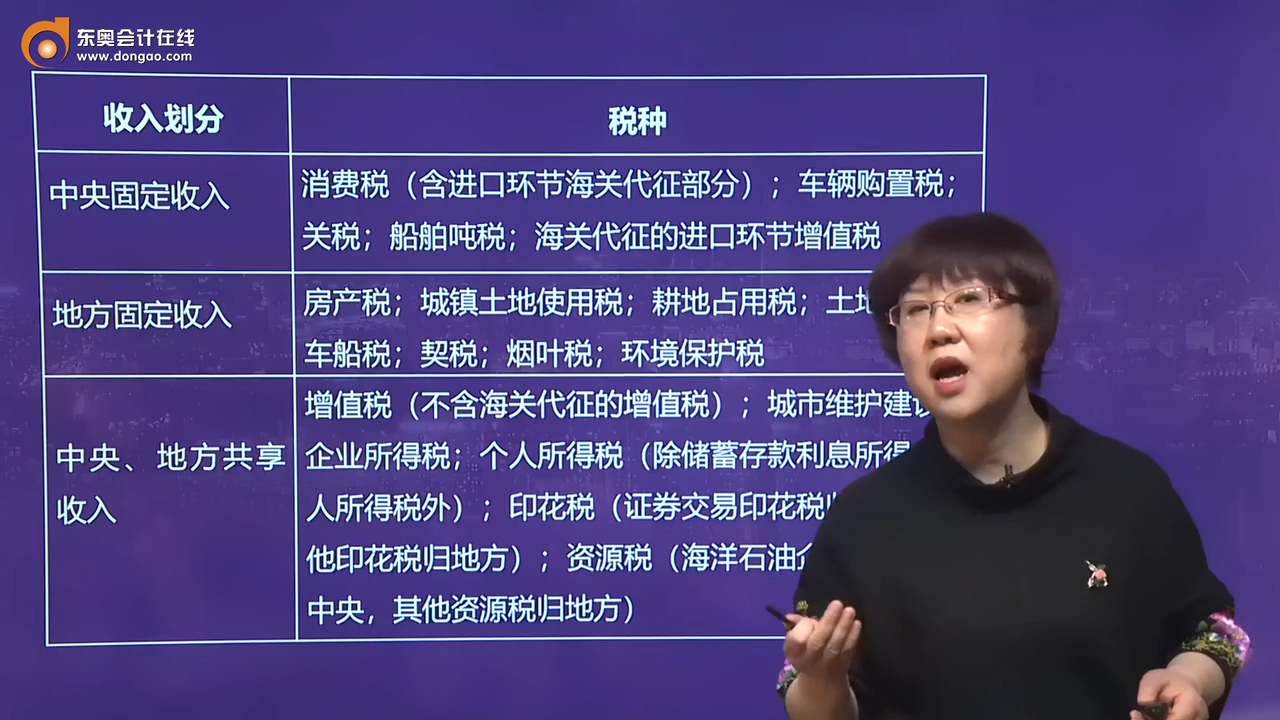 东奥会计在线
www.dongao.com
收入划分
税种
中央固定收入
消费税（含进口环节海关代征部分）；车辆购置税；
关税；船舶吨税；海关代征的进口环节增值税
地方固定收入
房产税；城镇土地使用税；耕地占用税；土地
车船税；契税；烟叶税；环境保护税
中央、地方共享
收入
增值税（不含海关代征的增值税）；城市维护建设
企业所得税；个人所得税（除储蓄存款利息所得
人所得税外）；印花税（证券交易印花税归
他印花税归地方）；资源税（海洋石油企
中央，其他资源税归地方）